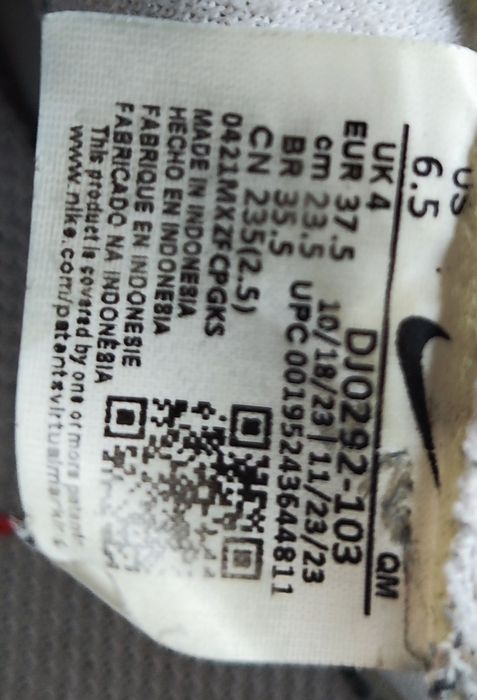 US
6.5 QM
UK 4
EUR 37.5 DJ0292-103
cm 23.5 10/18/23 | 11/23/23
BR 35.5 UPC 00195243644811
CN 235(2.5)
0421MXZFCPGKS
MADE IN INDONESIA
HECHO EN INDONESIA
FABRIQUE EN INDONESIE
FABRICADO NA INDONÉSIA
This product is covered by one or more patents
www.nike.com/patentsvirtualmarking